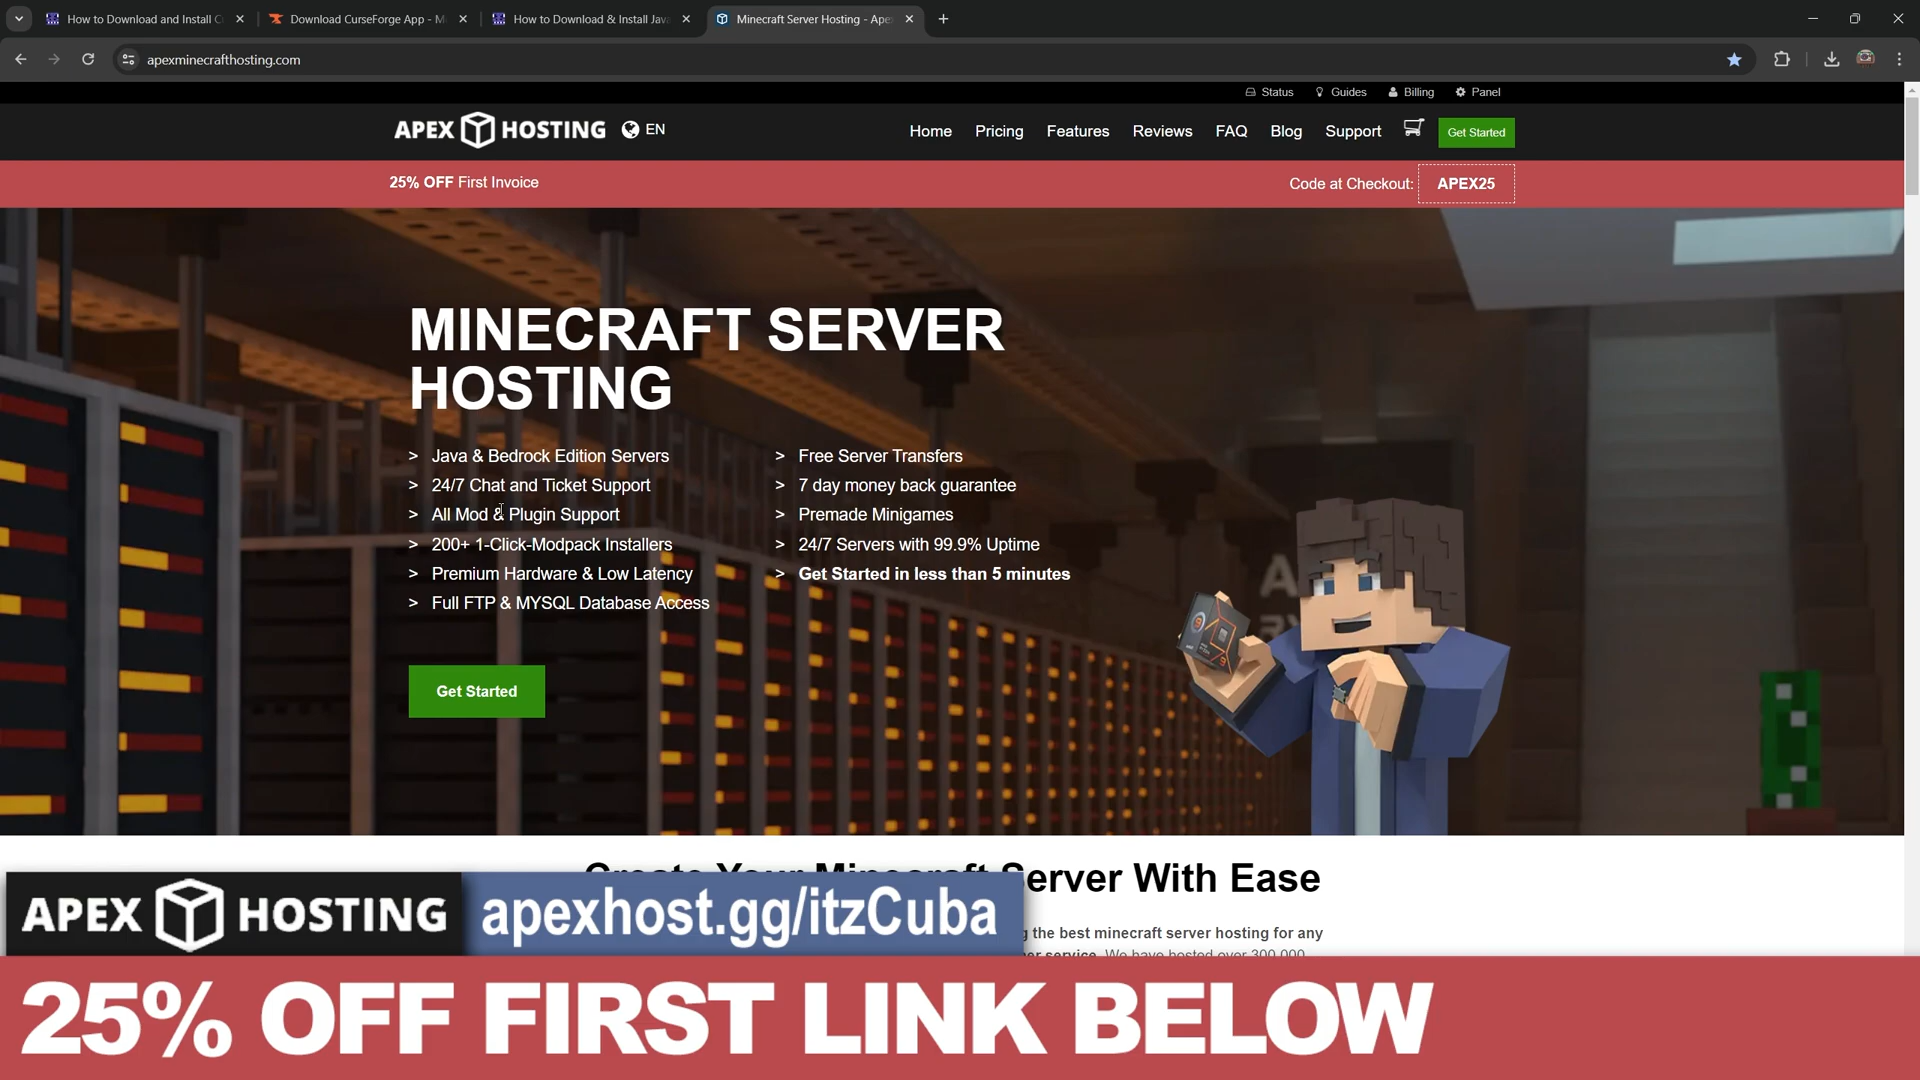 How to Download and Install C
Download CurseForge App - M
How to Download & Install Java
Minecraft Server Hosting - Apex
apexminecrafthosting.com
Status
Guides
Billing
Panel
APEX HOSTING
EN
Home
Pricing
Features
Reviews
FAQ
Blog
Support
Get Started
25% OFF First Invoice
Code at Checkout:
APEX25
MINECRAFT SERVER
HOSTING
> Java & Bedrock Edition Servers
> 24/7 Chat and Ticket Support
> All Mod & Plugin Support
> 200+ 1-Click-Modpack Installers
> Premium Hardware & Low Latency
> Full FTP & MYSQL Database Access
> Free Server Transfers
> 7 day money back guarantee
> Premade Minigames
> 24/7 Servers with 99.9% Uptime
> Get Started in less than 5 minutes
Get Started
Create Your Minecraft Server With Ease
the best minecraft server hosting for any
service. We have hosted over 300,000
APEX HOSTING
apexhost.gg/itzCuba
25% OFF FIRST LINK BELOW